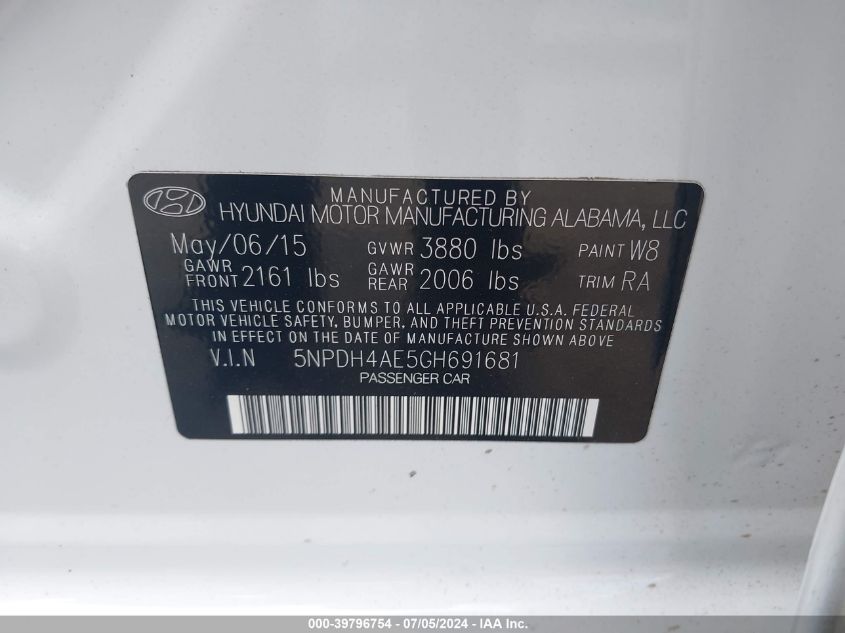 MANUFACTURED BY
HYUNDAI MOTOR MANUFACTURING ALABAMA, LLC
May/06/15 GVWR 3880 lbs PAINT W8
GAWR FRONT 2161 lbs GAWR REAR 2006 lbs TRIM RA
THIS VEHICLE CONFORMS TO ALL APPLICABLE U.S.A. FEDERAL
MOTOR VEHICLE SAFETY, BUMPER, AND THEFT PREVENTION STANDARDS
IN EFFECT ON THE DATE OF MANUFACTURE SHOWN ABOVE
V.I.N 5NPDH4AE5GH691681
PASSENGER CAR
000-39796754 - 07/05/2024 - IAA Inc.